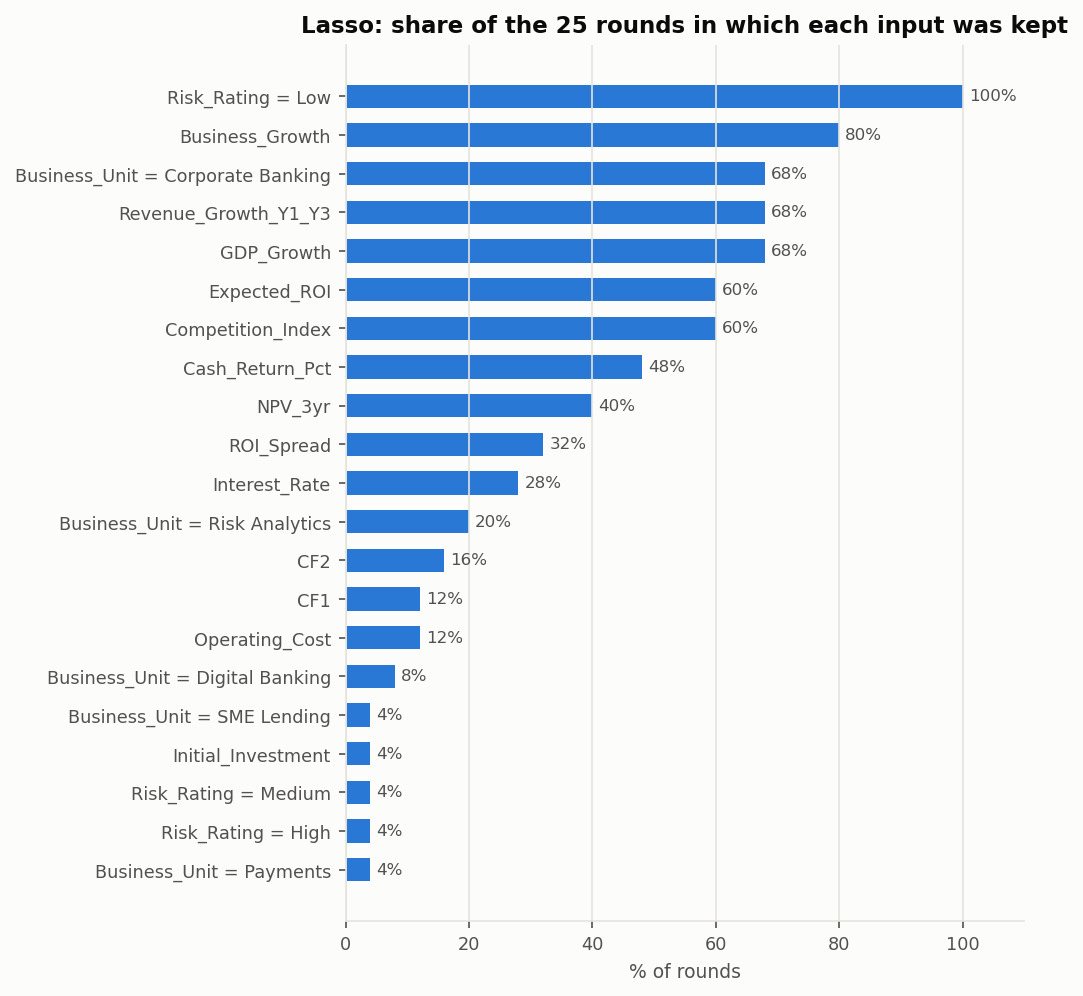 Lasso: share of the 25 rounds in which each input was kept
Risk_Rating = Low 100%
Business_Growth 80%
Business_Unit = Corporate Banking 68%
Revenue_Growth_Y1_Y3 68%
GDP_Growth 68%
Expected_ROI 60%
Competition_Index 60%
Cash_Return_Pct 48%
NPV_3yr 40%
ROI_Spread 32%
Interest_Rate 28%
Business_Unit = Risk Analytics 20%
CF2 16%
CF1 12%
Operating_Cost 12%
Business_Unit = Digital Banking 8%
Business_Unit = SME Lending 4%
Initial_Investment 4%
Risk_Rating = Medium 4%
Risk_Rating = High 4%
Business_Unit = Payments 4%
0 20 40 60 80 100
% of rounds